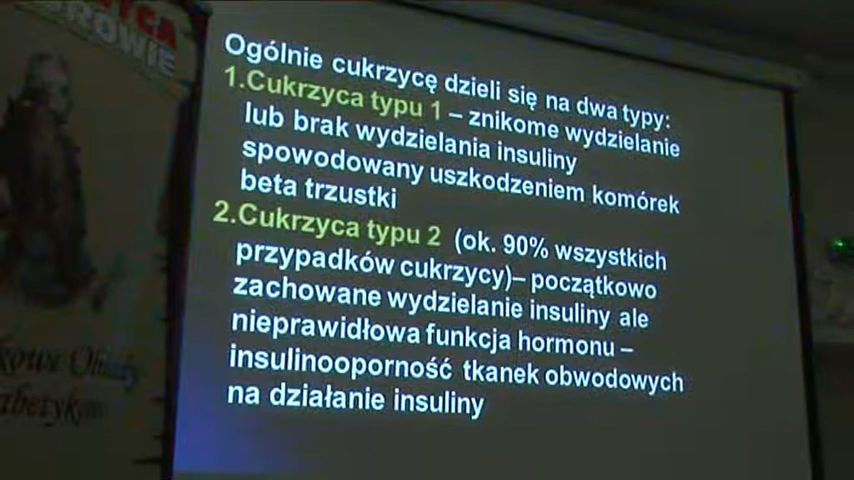 ROWIE
Ogólnie cukrzycę dzieli się na dwa typy:
1.Cukrzyca typu 1 – znikome wydzielanie
lub brak wydzielania insuliny
spowodowany uszkodzeniem komórek
beta trzustki
2.Cukrzyca typu 2 (ok. 90% wszystkich
przypadków cukrzycy)– początkowo
zachowane wydzielanie insuliny ale
nieprawidłowa funkcja hormonu –
insulinooporność tkanek obwodowych
na działanie insuliny